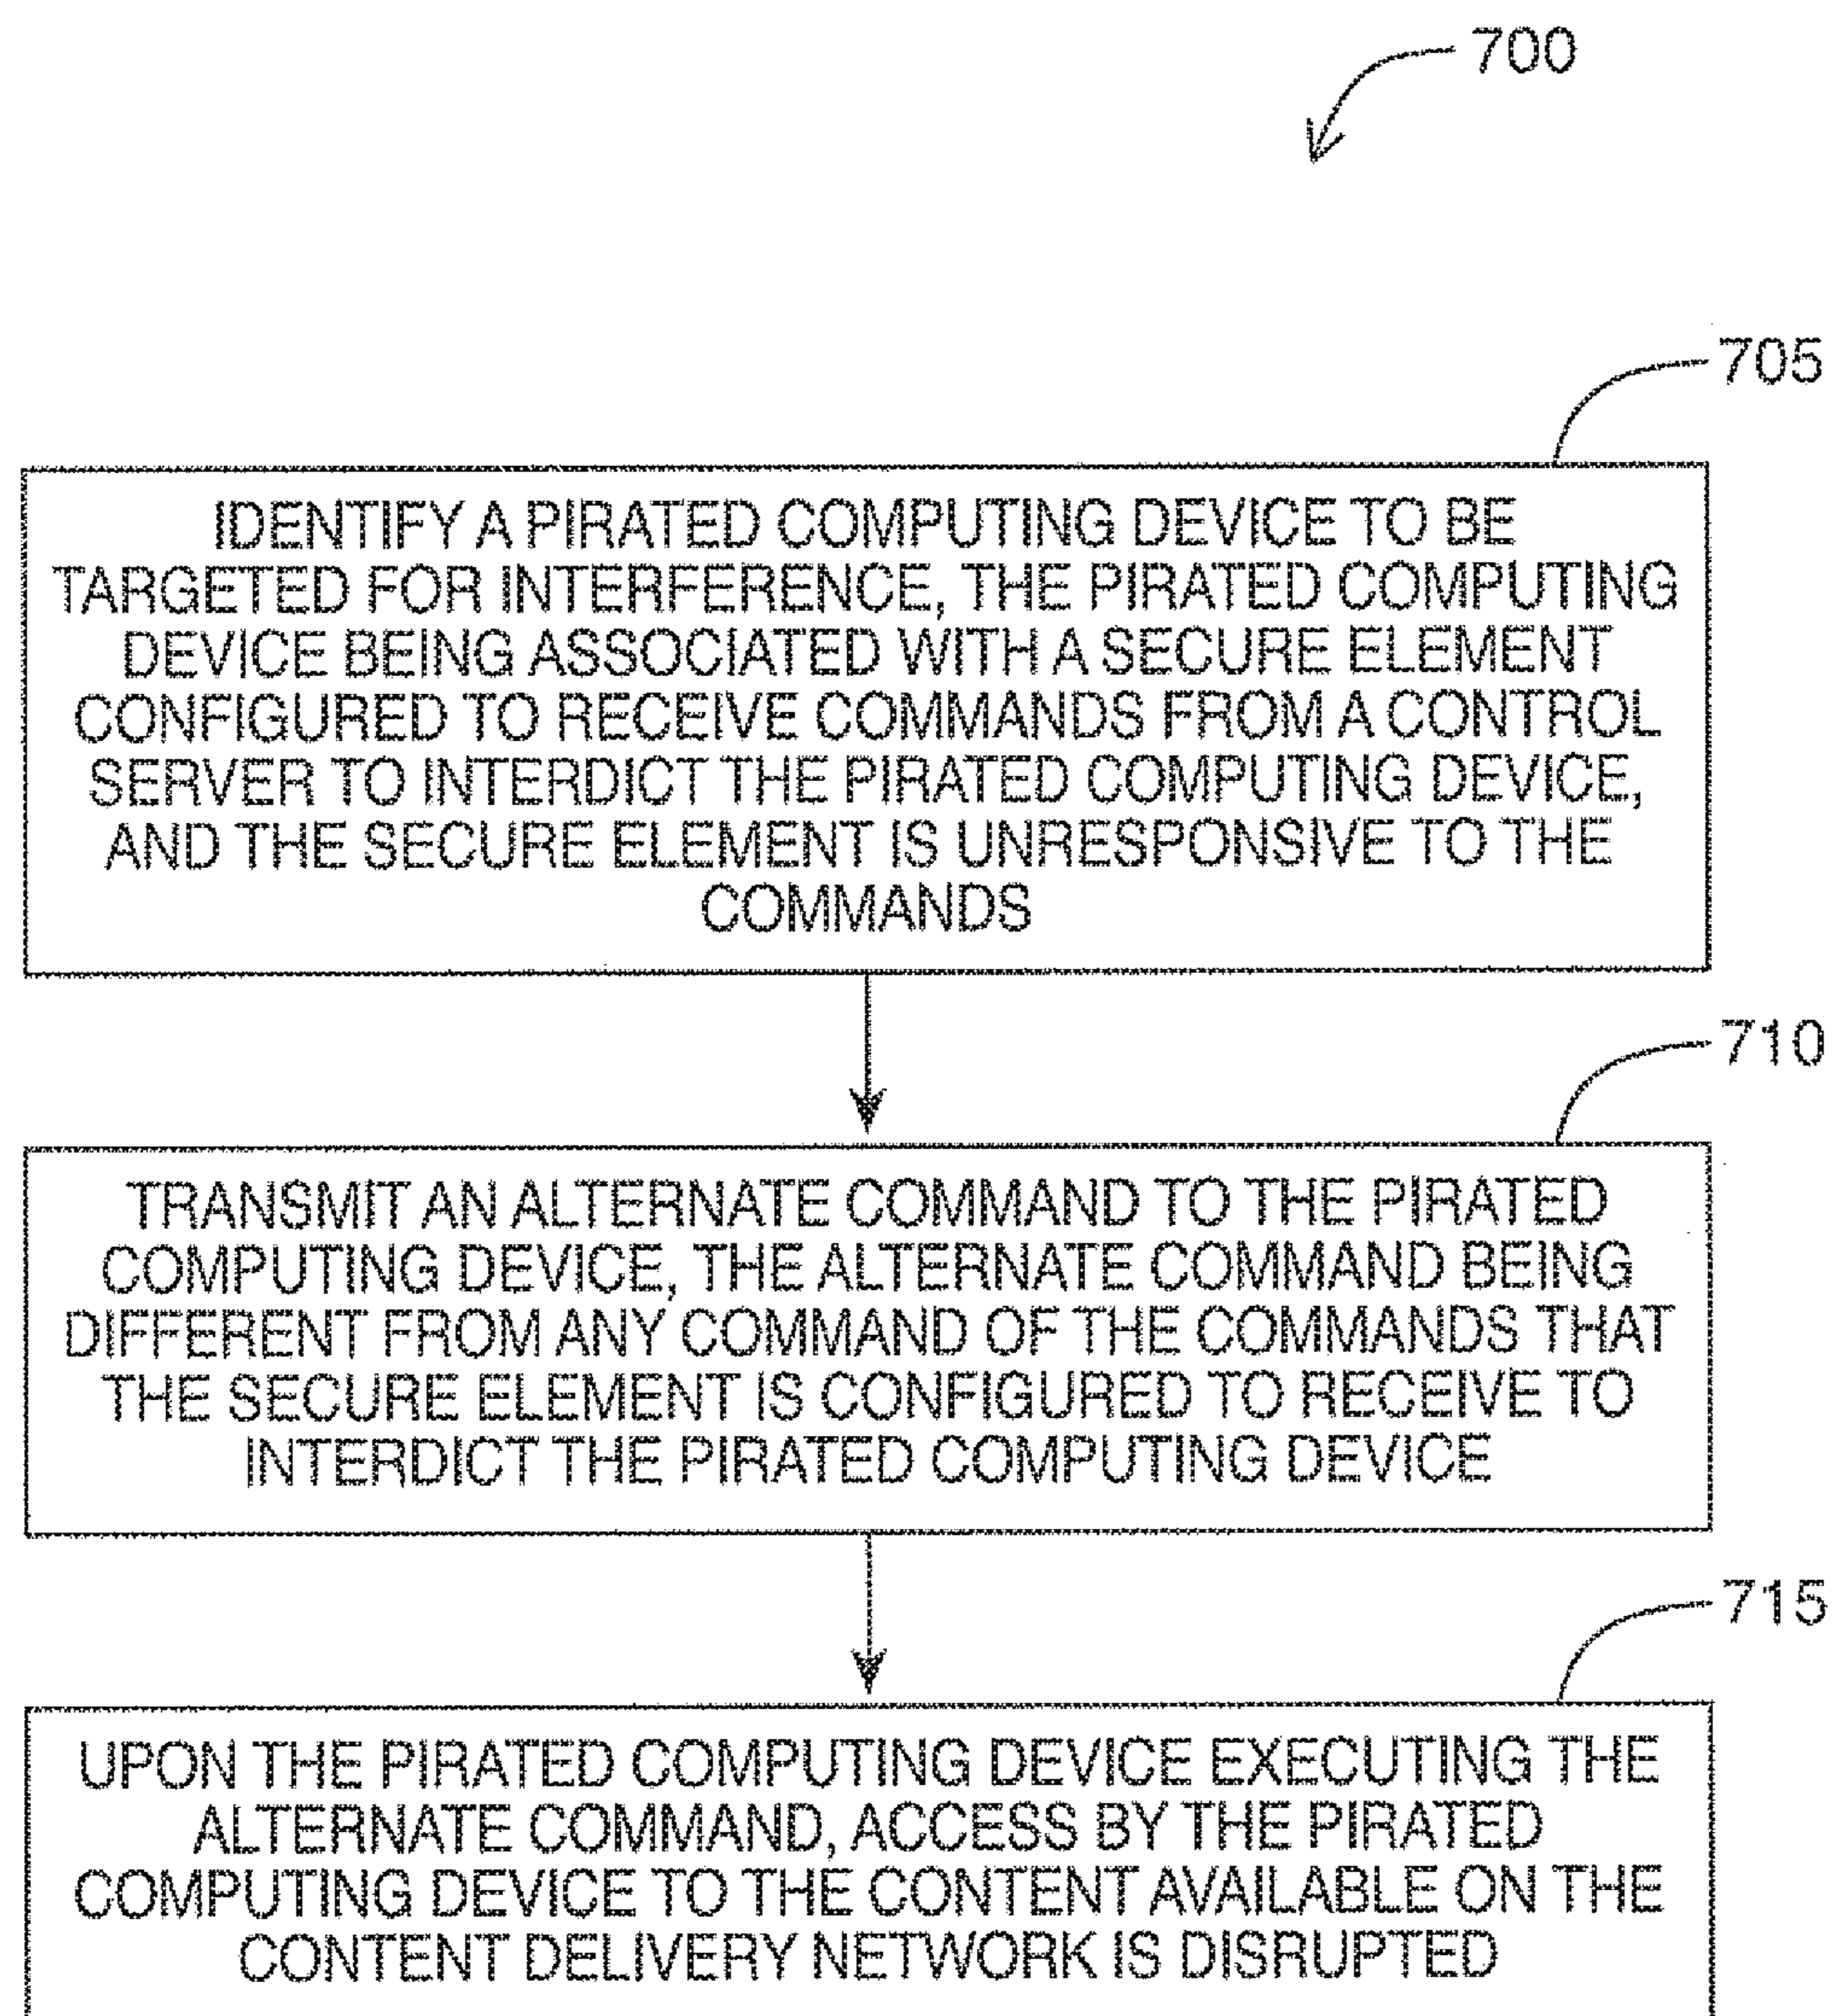 700
705
IDENTIFY A PIRATED COMPUTING DEVICE TO BE
TARGETED FOR INTERFERENCE, THE PIRATED COMPUTING
DEVICE BEING ASSOCIATED WITH A SECURE ELEMENT
CONFIGURED TO RECEIVE COMMANDS FROM A CONTROL
SERVER TO INTERDICT THE PIRATED COMPUTING DEVICE,
AND THE SECURE ELEMENT IS UNRESPONSIVE TO THE
COMMANDS
710
TRANSMIT AN ALTERNATE COMMAND TO THE PIRATED
COMPUTING DEVICE, THE ALTERNATE COMMAND BEING
DIFFERENT FROM ANY COMMAND OF THE COMMANDS THAT
THE SECURE ELEMENT IS CONFIGURED TO RECEIVE TO
INTERDICT THE PIRATED COMPUTING DEVICE
715
UPON THE PIRATED COMPUTING DEVICE EXECUTING THE
ALTERNATE COMMAND, ACCESS BY THE PIRATED
COMPUTING DEVICE TO THE CONTENT AVAILABLE ON THE
CONTENT DELIVERY NETWORK IS DISRUPTED